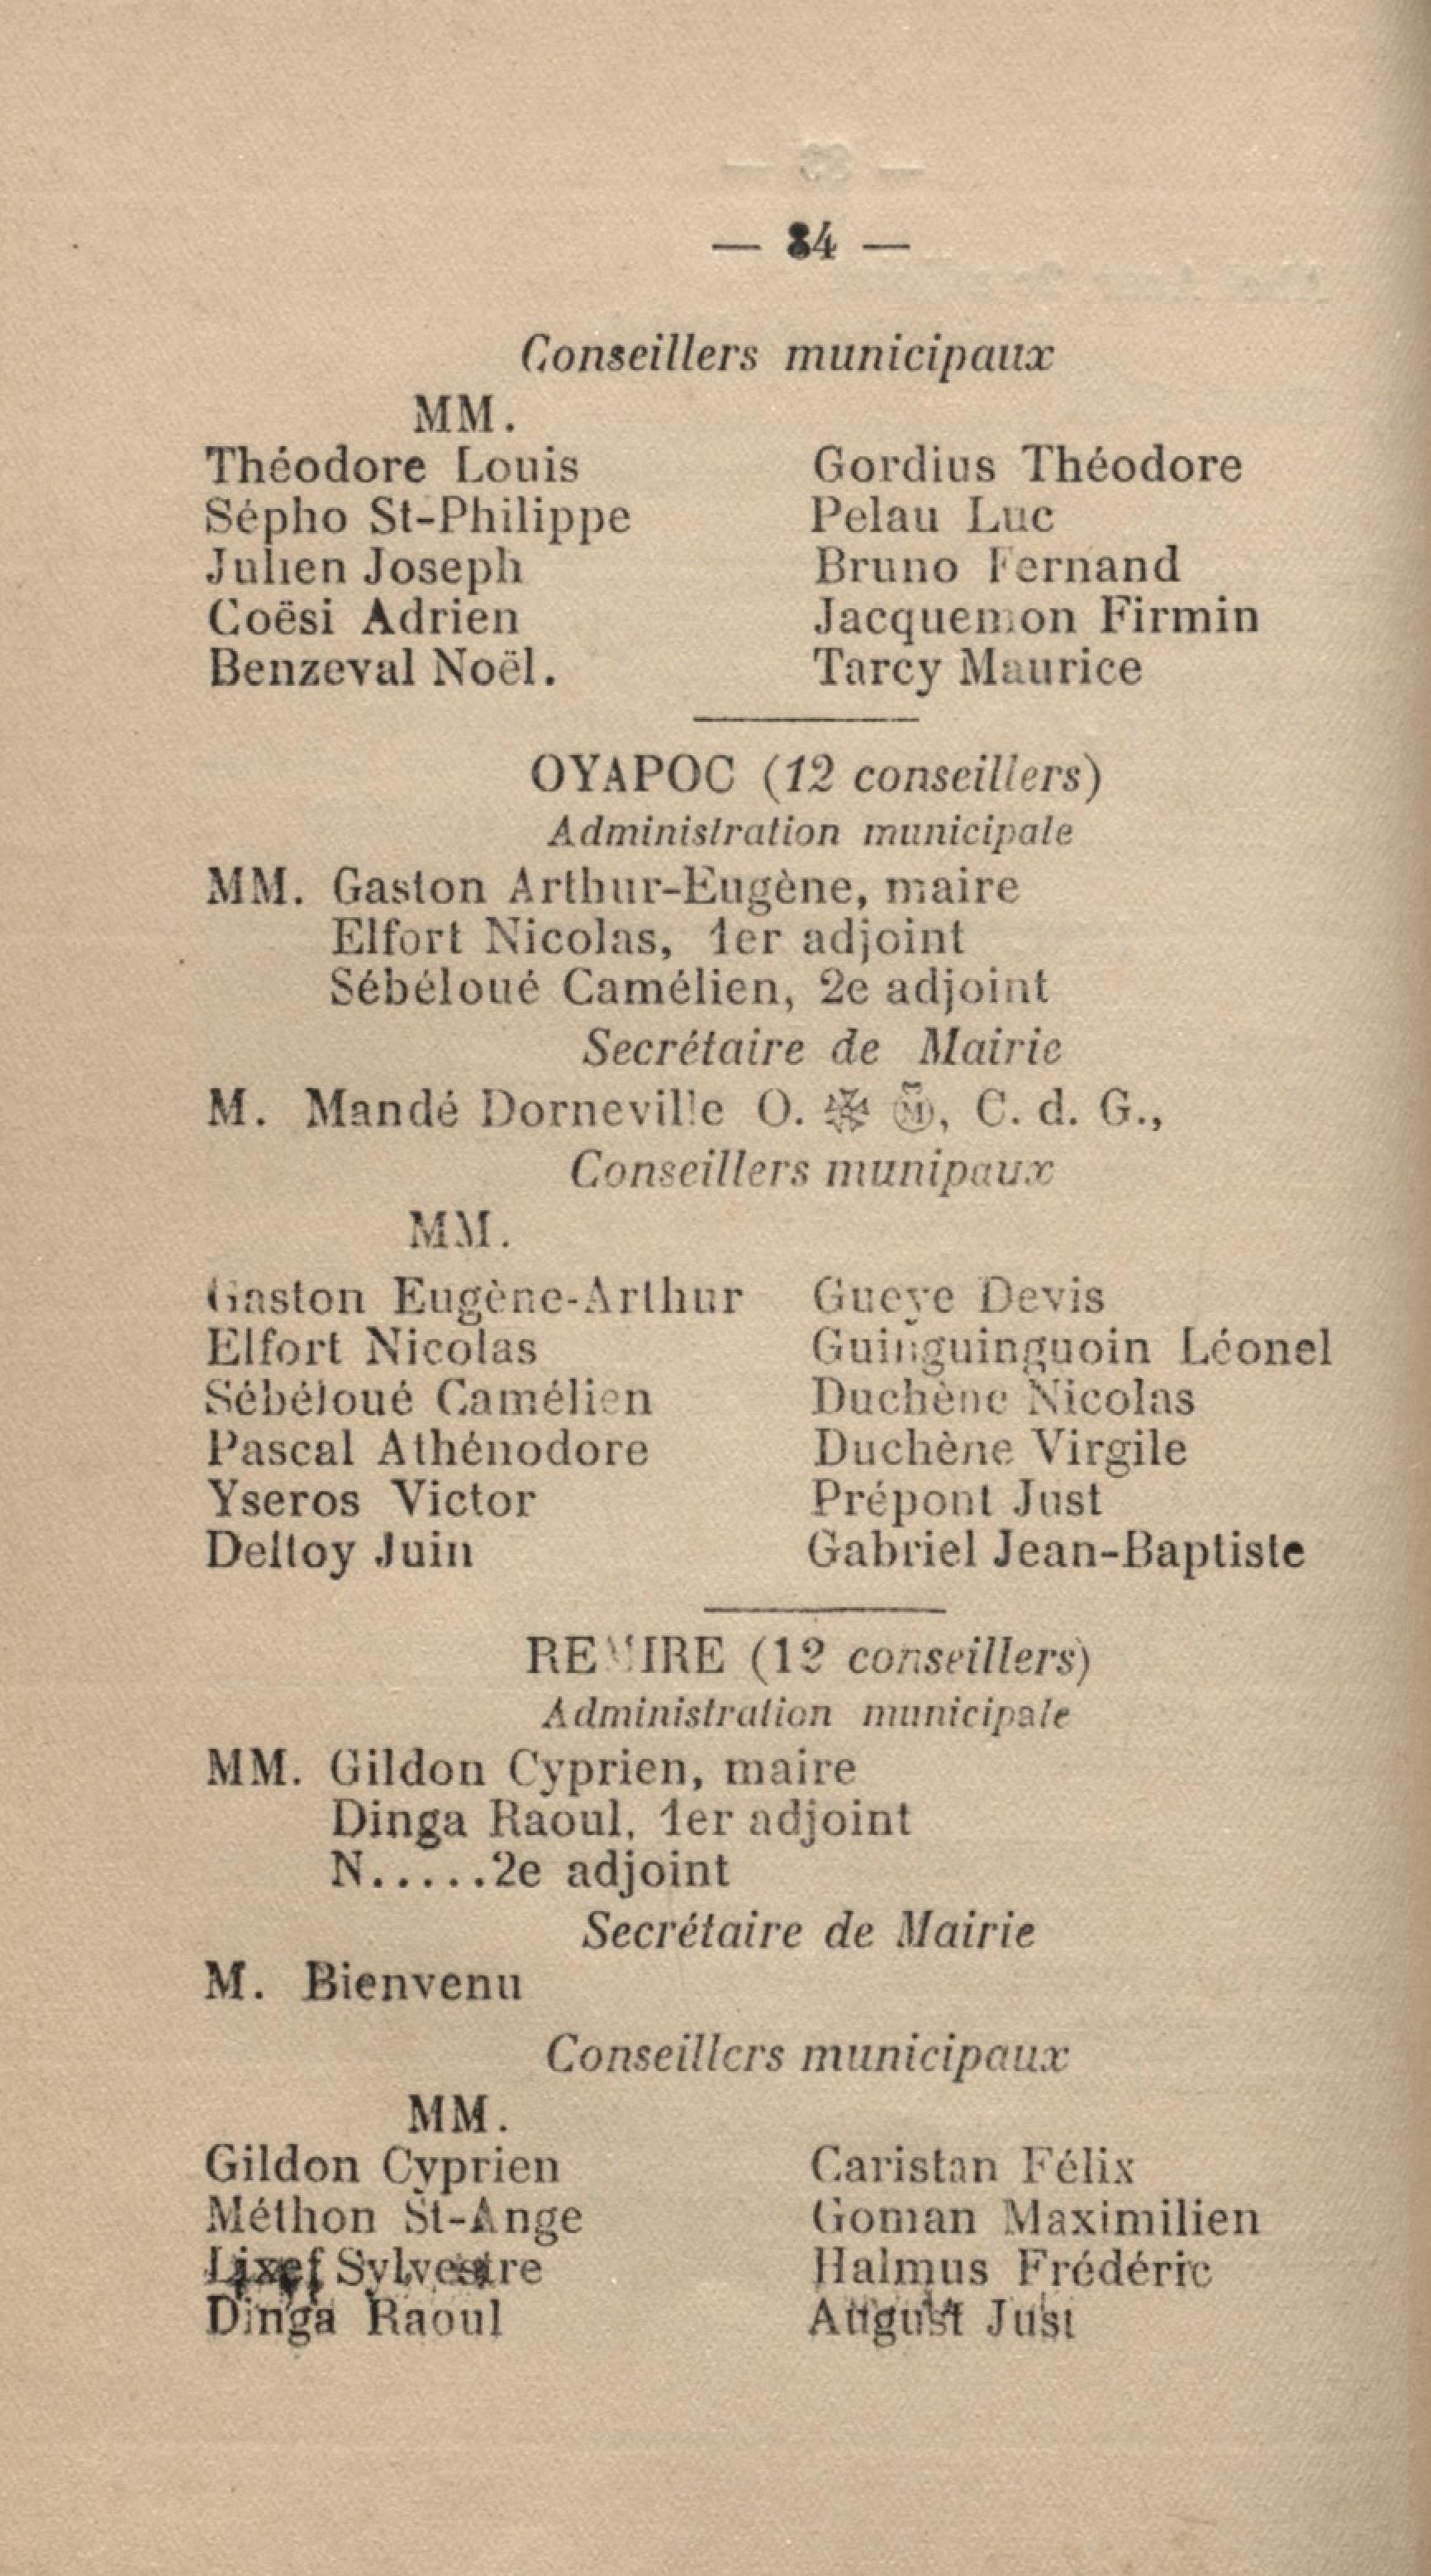 — 84 —
Conseillers municipaux
MM.
Théodore Louis Gordius Théodore
Sépho St-Philippe Pelau Luc
Julien Joseph Bruno Fernand
Coësi Adrien Jacquemon Firmin
Benzeval Noël. Tarcy Maurice
OYAPOC (12 conseillers)
Administration municipale
MM. Gaston Arthur-Eugène, maire
Elfort Nicolas, 1er adjoint
Sébéloué Camélien, 2e adjoint
Secrétaire de Mairie
M. Mandé Dorneville O. , C. d. G.,
Conseillers munipaux
MM.
Gaston Eugène-Arthur Gueye Devis
Elfort Nicolas Guinguinguoin Léonel
Sébéloué Camélien Duchène Nicolas
Pascal Athénodore Duchène Virgile
Yseros Victor Prépont Just
Deltoy Juin Gabriel Jean-Baptiste
REMIRE (12 conseillers)
Administration municipale
MM. Gildon Cyprien, maire
Dinga Raoul, 1er adjoint
N.....2e adjoint
Secrétaire de Mairie
M. Bienvenu
Conseillers municipaux
MM.
Gildon Cyprien Caristan Félix
Méthon St-Ange Goman Maximilien
Sylvestre Halmus Frédéric
Dinga Raoul August Just